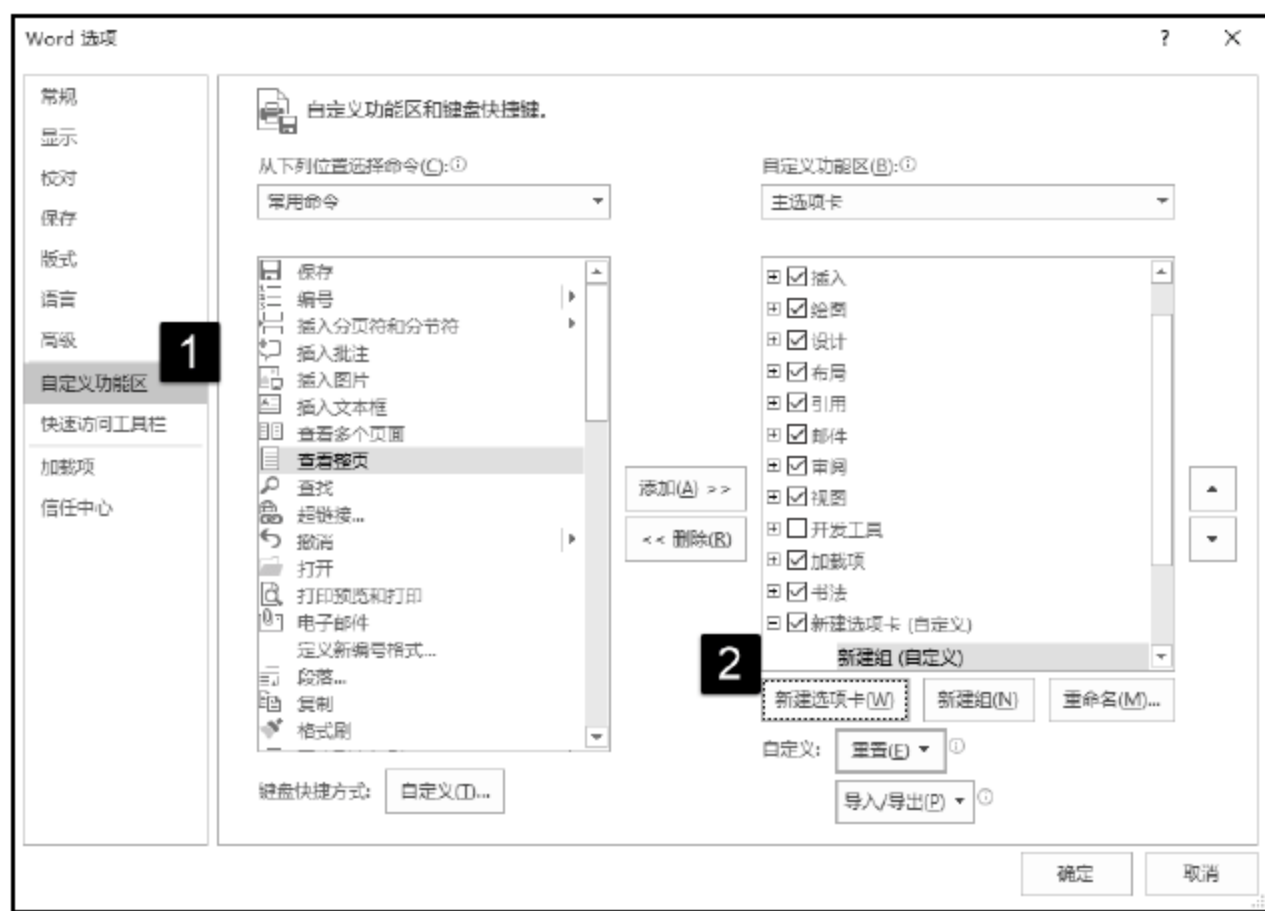 Word 选项
? ×
常规
显示
校对
保存
版式
语言
高级
1
自定义功能区
快速访问工具栏
加载项
信任中心
自定义功能区和键盘快捷键。
从下列位置选择命令(C):
常用命令
保存
编号
插入分页符和分节符
插入批注
插入图片
插入文本框
查看多个页面
查看整页
查找
超链接...
撤消
打开
打印预览和打印
电子邮件
定义新编号格式...
段落...
复制
格式刷
键盘快捷方式: 自定义(T)...
添加(A) >>
<< 删除(R)
自定义功能区(B):
主选项卡
插入
绘图
设计
布局
引用
邮件
审阅
视图
开发工具
加载项
书法
新建选项卡 (自定义)
新建组 (自定义)
2
新建选项卡(W) 新建组(N) 重命名(M)...
自定义: 重置(E)
导入/导出(P)
确定 取消